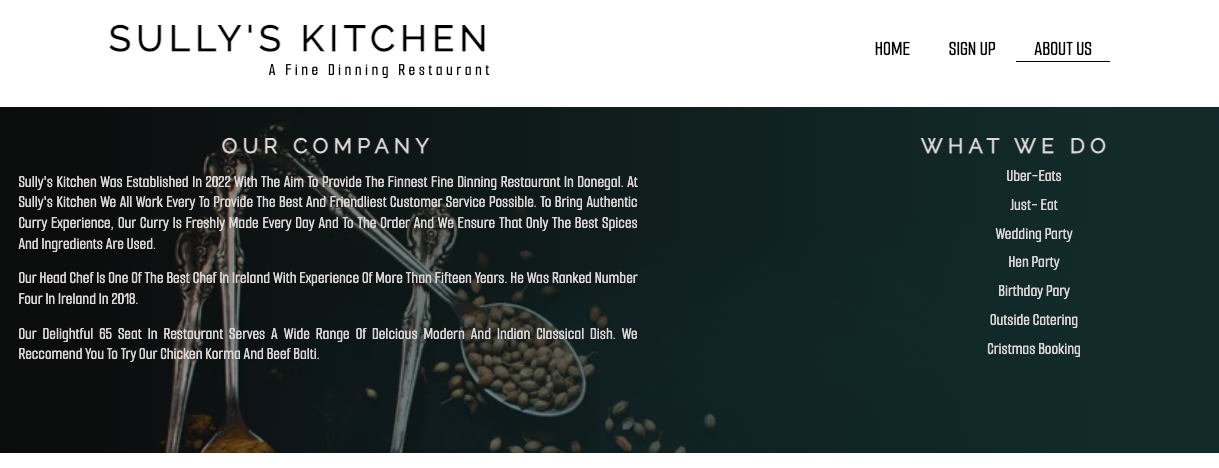 SULLY'S KITCHEN
A Fine Dinning Restaurant
HOME SIGN UP ABOUT US
OUR COMPANY
Sully's Kitchen Was Established In 2022 With The Aim To Provide The Finnest Fine Dinning Restaurant In Donegal. At
Sully's Kitchen We All Work Every To Provide The Best And Friendliest Customer Service Possible. To Bring Authentic
Curry Experience, Our Curry Is Freshly Made Every Day And To The Order And We Ensure That Only The Best Spices
And Ingredients Are Used.
Our Head Chef Is One Of The Best Chef In Ireland With Experience Of More Than Fifteen Years. He Was Ranked Number
Four In Ireland In 2018.
Our Delightful 65 Seat In Restaurant Serves A Wide Range Of Delcious Modern And Indian Classical Dish. We
Reccomend You To Try Our Chicken Korma And Beef Balti.
WHAT WE DO
Uber-Eats
Just- Eat
Wedding Party
Hen Party
Birthday Pary
Outside Catering
Cristmas Booking